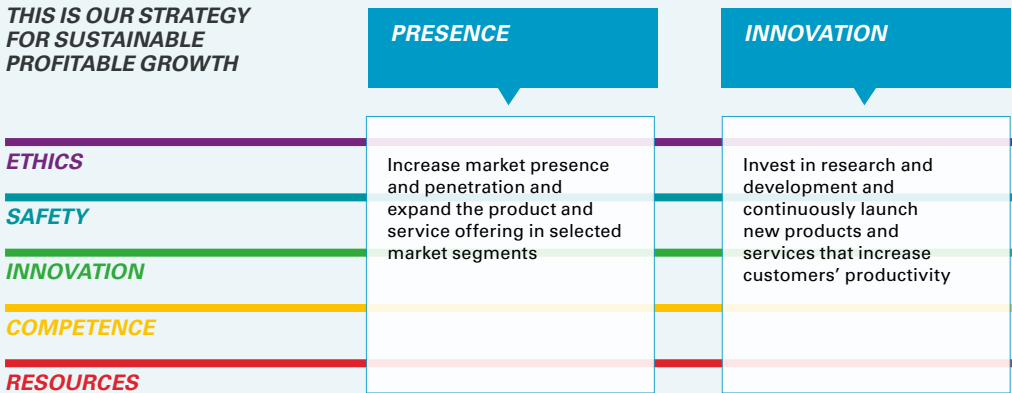 THIS IS OUR STRATEGY
FOR SUSTAINABLE
PROFITABLE GROWTH
PRESENCE
INNOVATION
ETHICS
SAFETY
INNOVATION
COMPETENCE
RESOURCES
Increase market presence
and penetration and
expand the product and
service offering in selected
market segments
Invest in research and
development and
continuously launch
new products and
services that increase
customers’ productivity